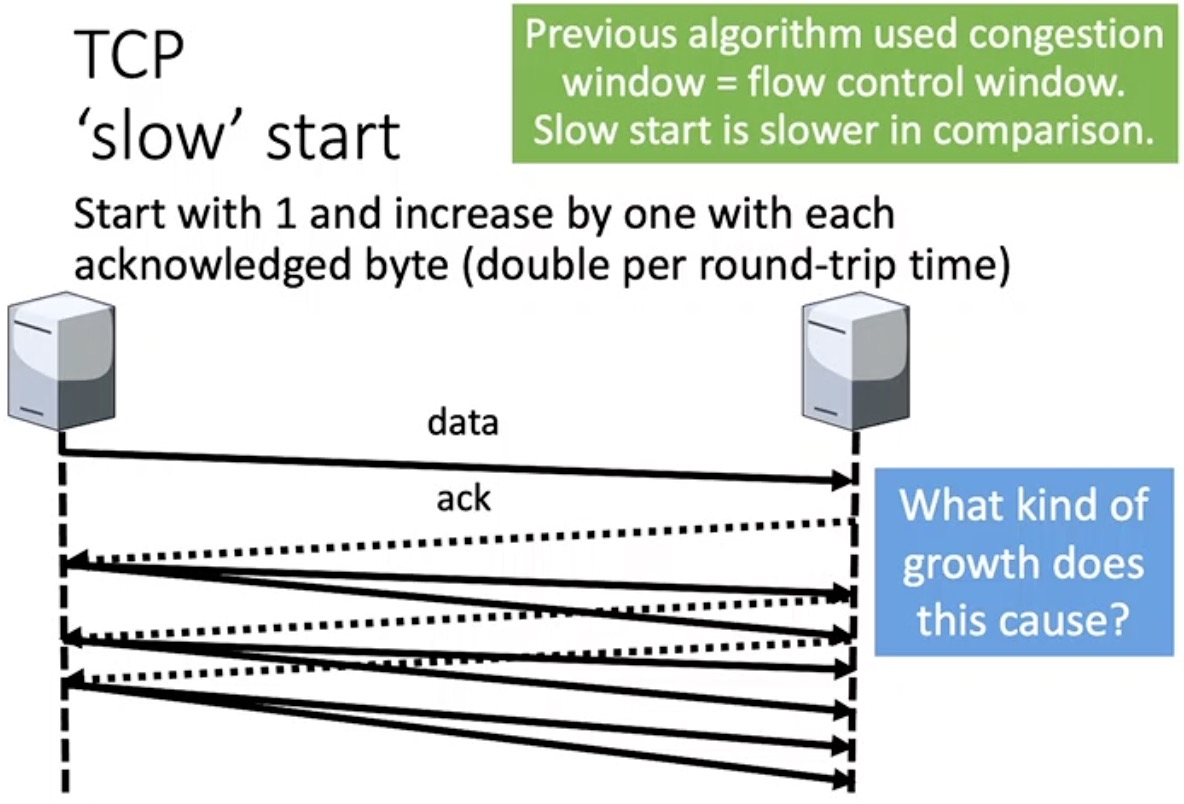 TCP
‘slow’ start
Previous algorithm used congestion
window = flow control window.
Slow start is slower in comparison.
Start with 1 and increase by one with each
acknowledged byte (double per round-trip time)
data
ack
What kind of
growth does
this cause?